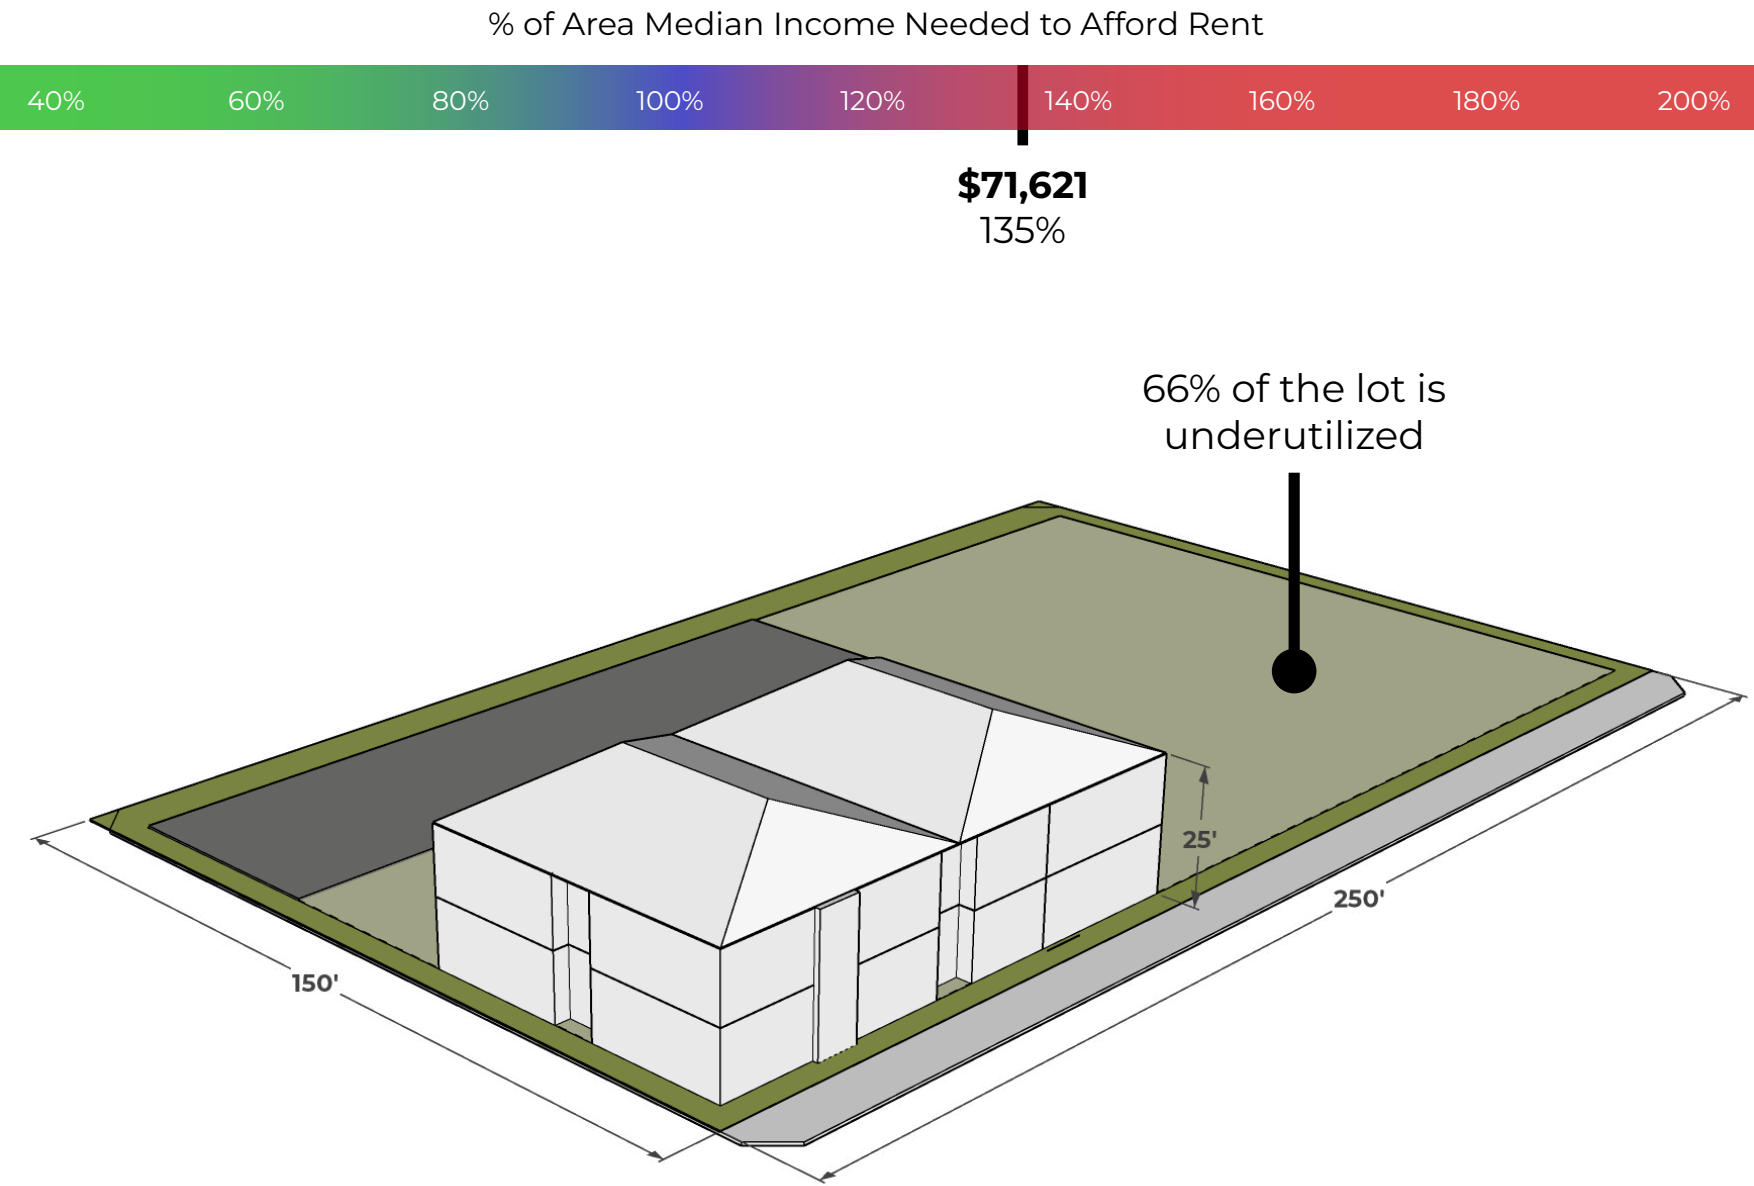 % of Area Median Income Needed to Afford Rent
40% 60% 80% 100% 120% 140% 160% 180% 200%
$71,621
135%
66% of the lot is
underutilized
25'
250'
150'